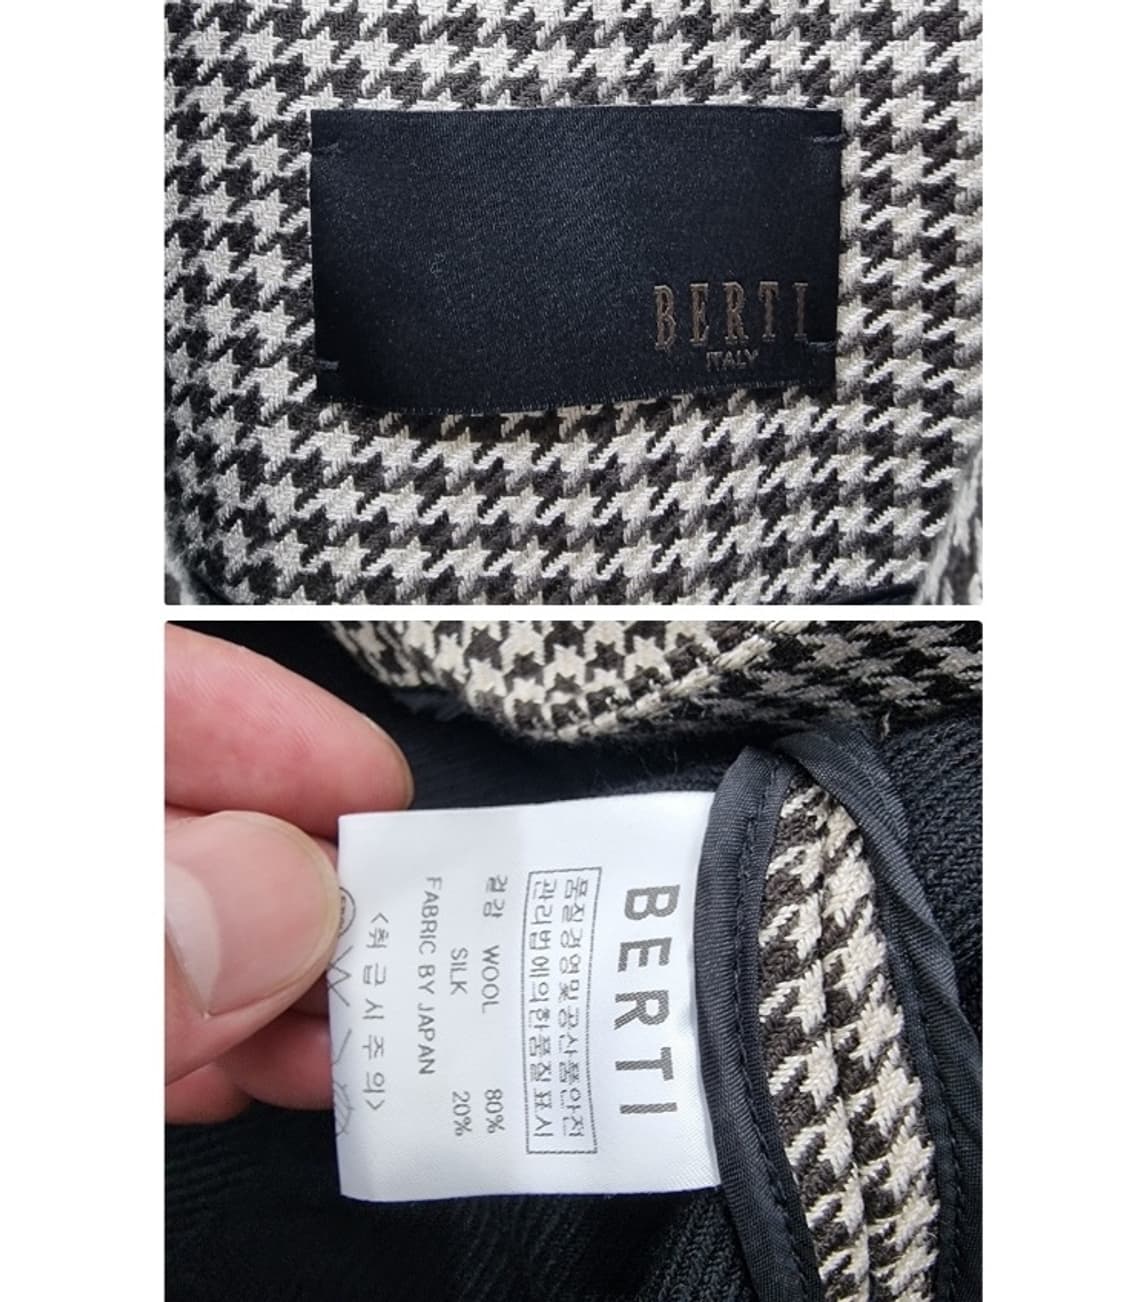 BERTI
ITALY
BERTI
품질경영및공산품안전
관리법에의한품질표시
겉감 WOOL 80%
SILK 20%
FABRIC BY JAPAN
<취급시주의>